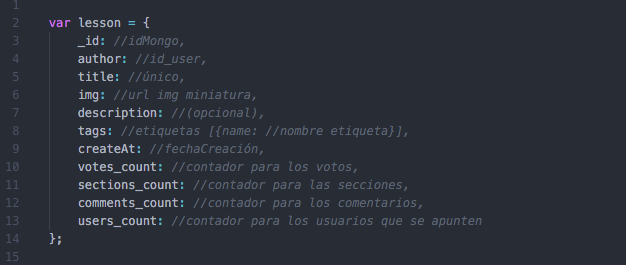 1
2 var lesson = {
3 _id: //idMongo,
4 author: //id_user,
5 title: //único,
6 img: //url img miniatura,
7 description: //(opcional),
8 tags: //etiquetas [{name: //nombre etiqueta}],
9 createAt: //fechaCreación,
10 votes_count: //contador para los votos,
11 sections_count: //contador para las secciones,
12 comments_count: //contador para los comentarios,
13 users_count: //contador para los usuarios que se apunten
14 };
15